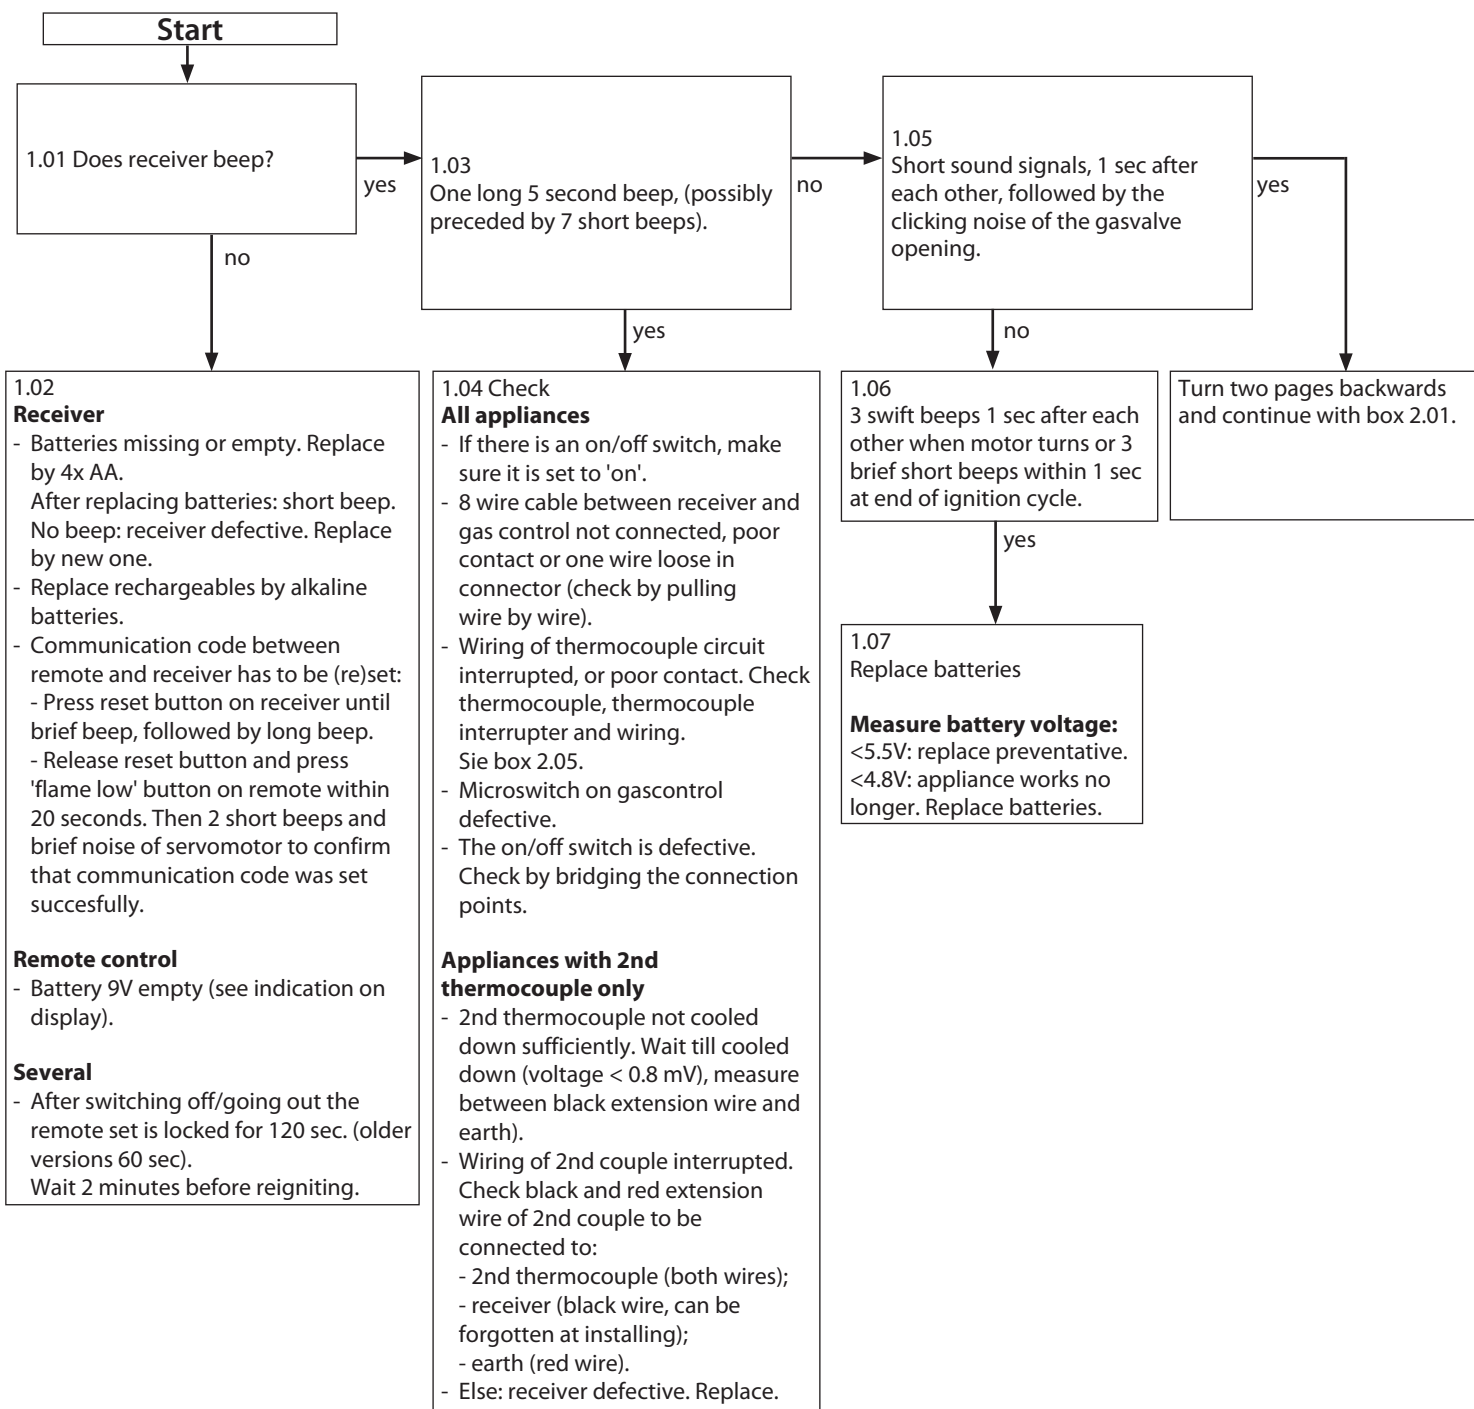 Start
1.01 Does receiver beep?
yes
no
1.03
One long 5 second beep, (possibly
preceded by 7 short beeps).
no
yes
1.05
Short sound signals, 1 sec after
each other, followed by the
clicking noise of the gasvalve
opening.
yes
no
1.02
Receiver
- Batteries missing or empty. Replace
by 4x AA.
After replacing batteries: short beep.
No beep: receiver defective. Replace
by new one.
- Replace rechargeables by alkaline
batteries.
- Communication code between
remote and receiver has to be (re)set:
- Press reset button on receiver until
brief beep, followed by long beep.
- Release reset button and press
'flame low' button on remote within
20 seconds. Then 2 short beeps and
brief noise of servomotor to confirm
that communication code was set
succesfully.
Remote control
- Battery 9V empty (see indication on
display).
Several
- After switching off/going out the
remote set is locked for 120 sec. (older
versions 60 sec).
Wait 2 minutes before reigniting.
1.04 Check
All appliances
- If there is an on/off switch, make
sure it is set to 'on'.
- 8 wire cable between receiver and
gas control not connected, poor
contact or one wire loose in
connector (check by pulling
wire by wire).
- Wiring of thermocouple circuit
interrupted, or poor contact. Check
thermocouple, thermocouple
interrupter and wiring.
Sie box 2.05.
- Microswitch on gascontrol
defective.
- The on/off switch is defective.
Check by bridging the connection
points.
Appliances with 2nd
thermocouple only
- 2nd thermocouple not cooled
down sufficiently. Wait till cooled
down (voltage < 0.8 mV), measure
between black extension wire and
earth).
- Wiring of 2nd couple interrupted.
Check black and red extension
wire of 2nd couple to be
connected to:
- 2nd thermocouple (both wires);
- receiver (black wire, can be
forgotten at installing);
- earth (red wire).
- Else: receiver defective. Replace.
1.06
3 swift beeps 1 sec after each
other when motor turns or 3
brief short beeps within 1 sec
at end of ignition cycle.
yes
1.07
Replace batteries
Measure battery voltage:
<5.5V: replace preventative.
<4.8V: appliance works no
longer. Replace batteries.
Turn two pages backwards
and continue with box 2.01.